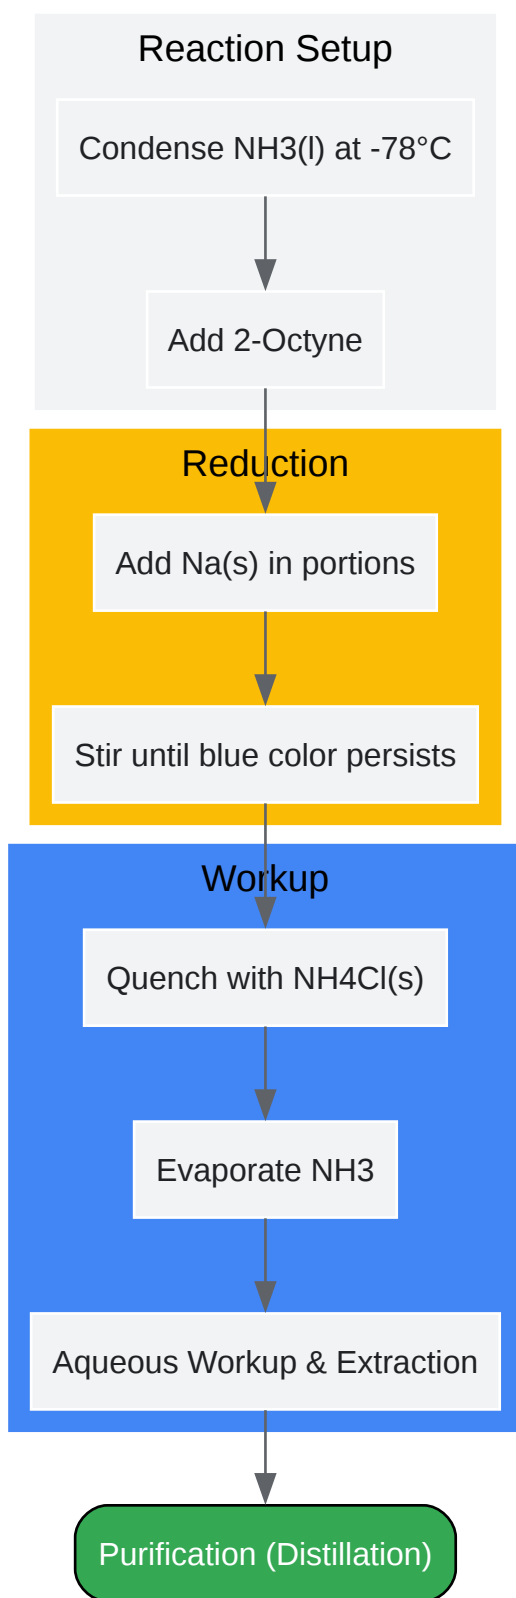 Reaction Setup
Condense NH3(l) at -78°C
Add 2-Octyne
Reduction
Add Na(s) in portions
Stir until blue color persists
Workup
Quench with NH4Cl(s)
Evaporate NH3
Aqueous Workup & Extraction
Purification (Distillation)